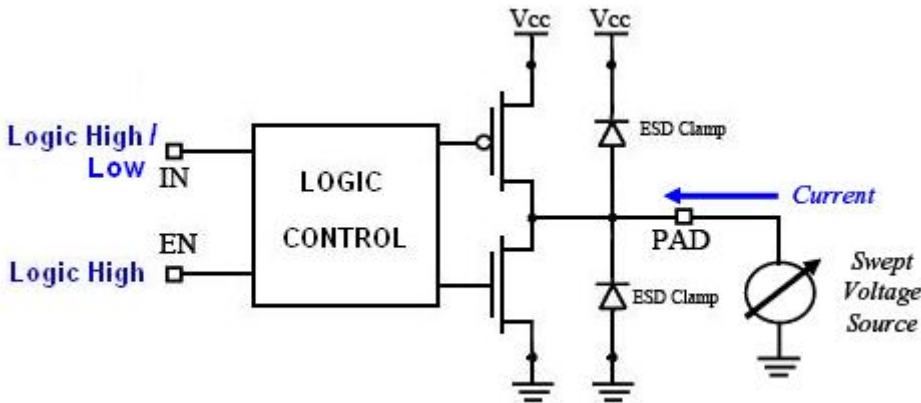 Vcc
Vcc
Logic High /
Low
IN
LOGIC
CONTROL
ESD Clamp
Current
EN
PAD
Logic High
ESD Clamp
Swept
Voltage
Source